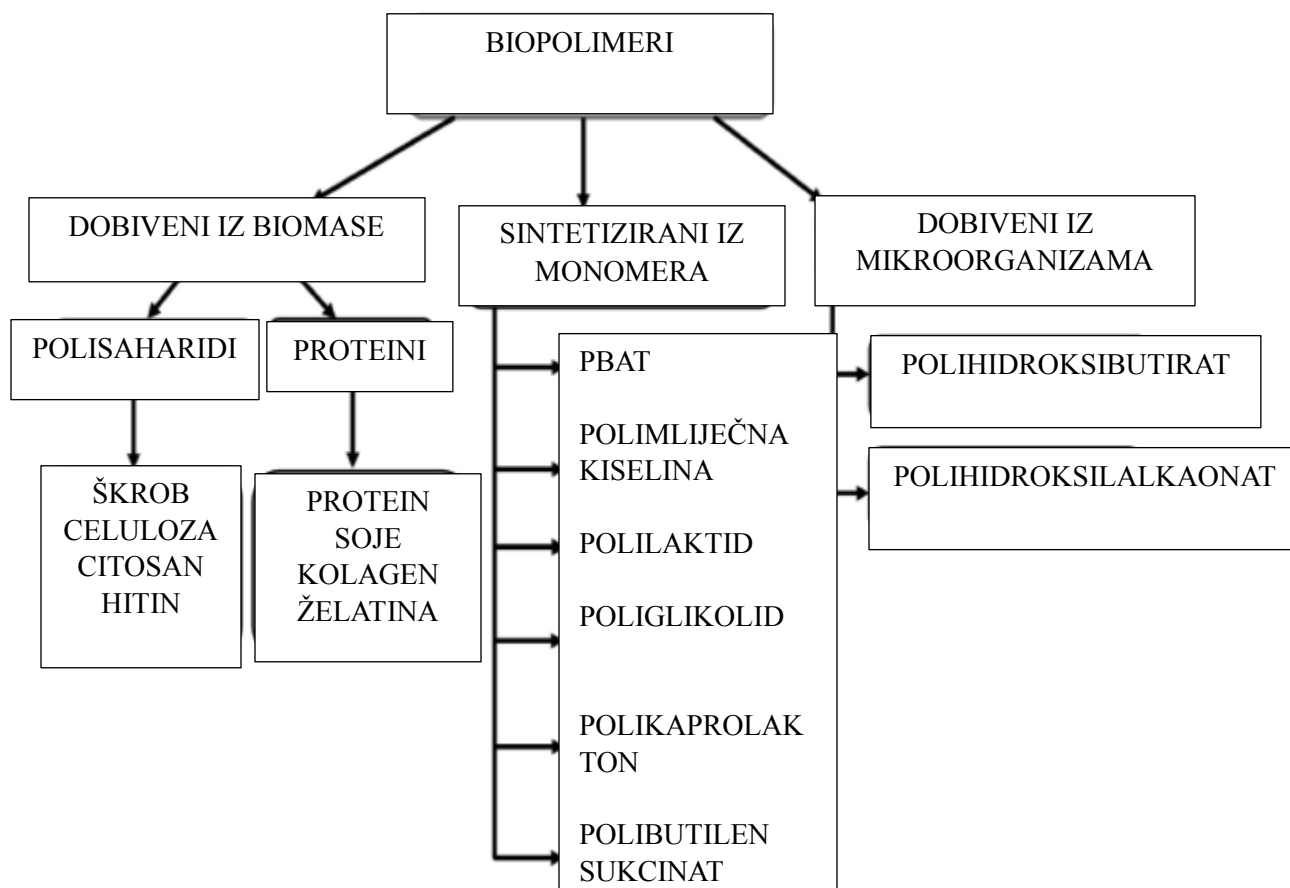 BIOPOLIMERI
DOBIVENI IZ BIOMASE
SINTETIZIRANI IZ
MONOMERA
DOBIVENI IZ
MIKROORGANIZAMA
POLISAHARIDI
PROTEINI
ŠKROB
CELULOZA
CITOSAN
HITIN
PROTEIN
SOJE
KOLAGEN
ŽELATINA
PBAT
POLIMLIJEČNA
KISELINA
POLILAKTID
POLIGLIKOLID
POLIKAPROLAK
TON
POLIBUTILEN
SUKCINAT
POLIHIDROKSIBUTIRAT
POLIHIDROKSILALKAONAT